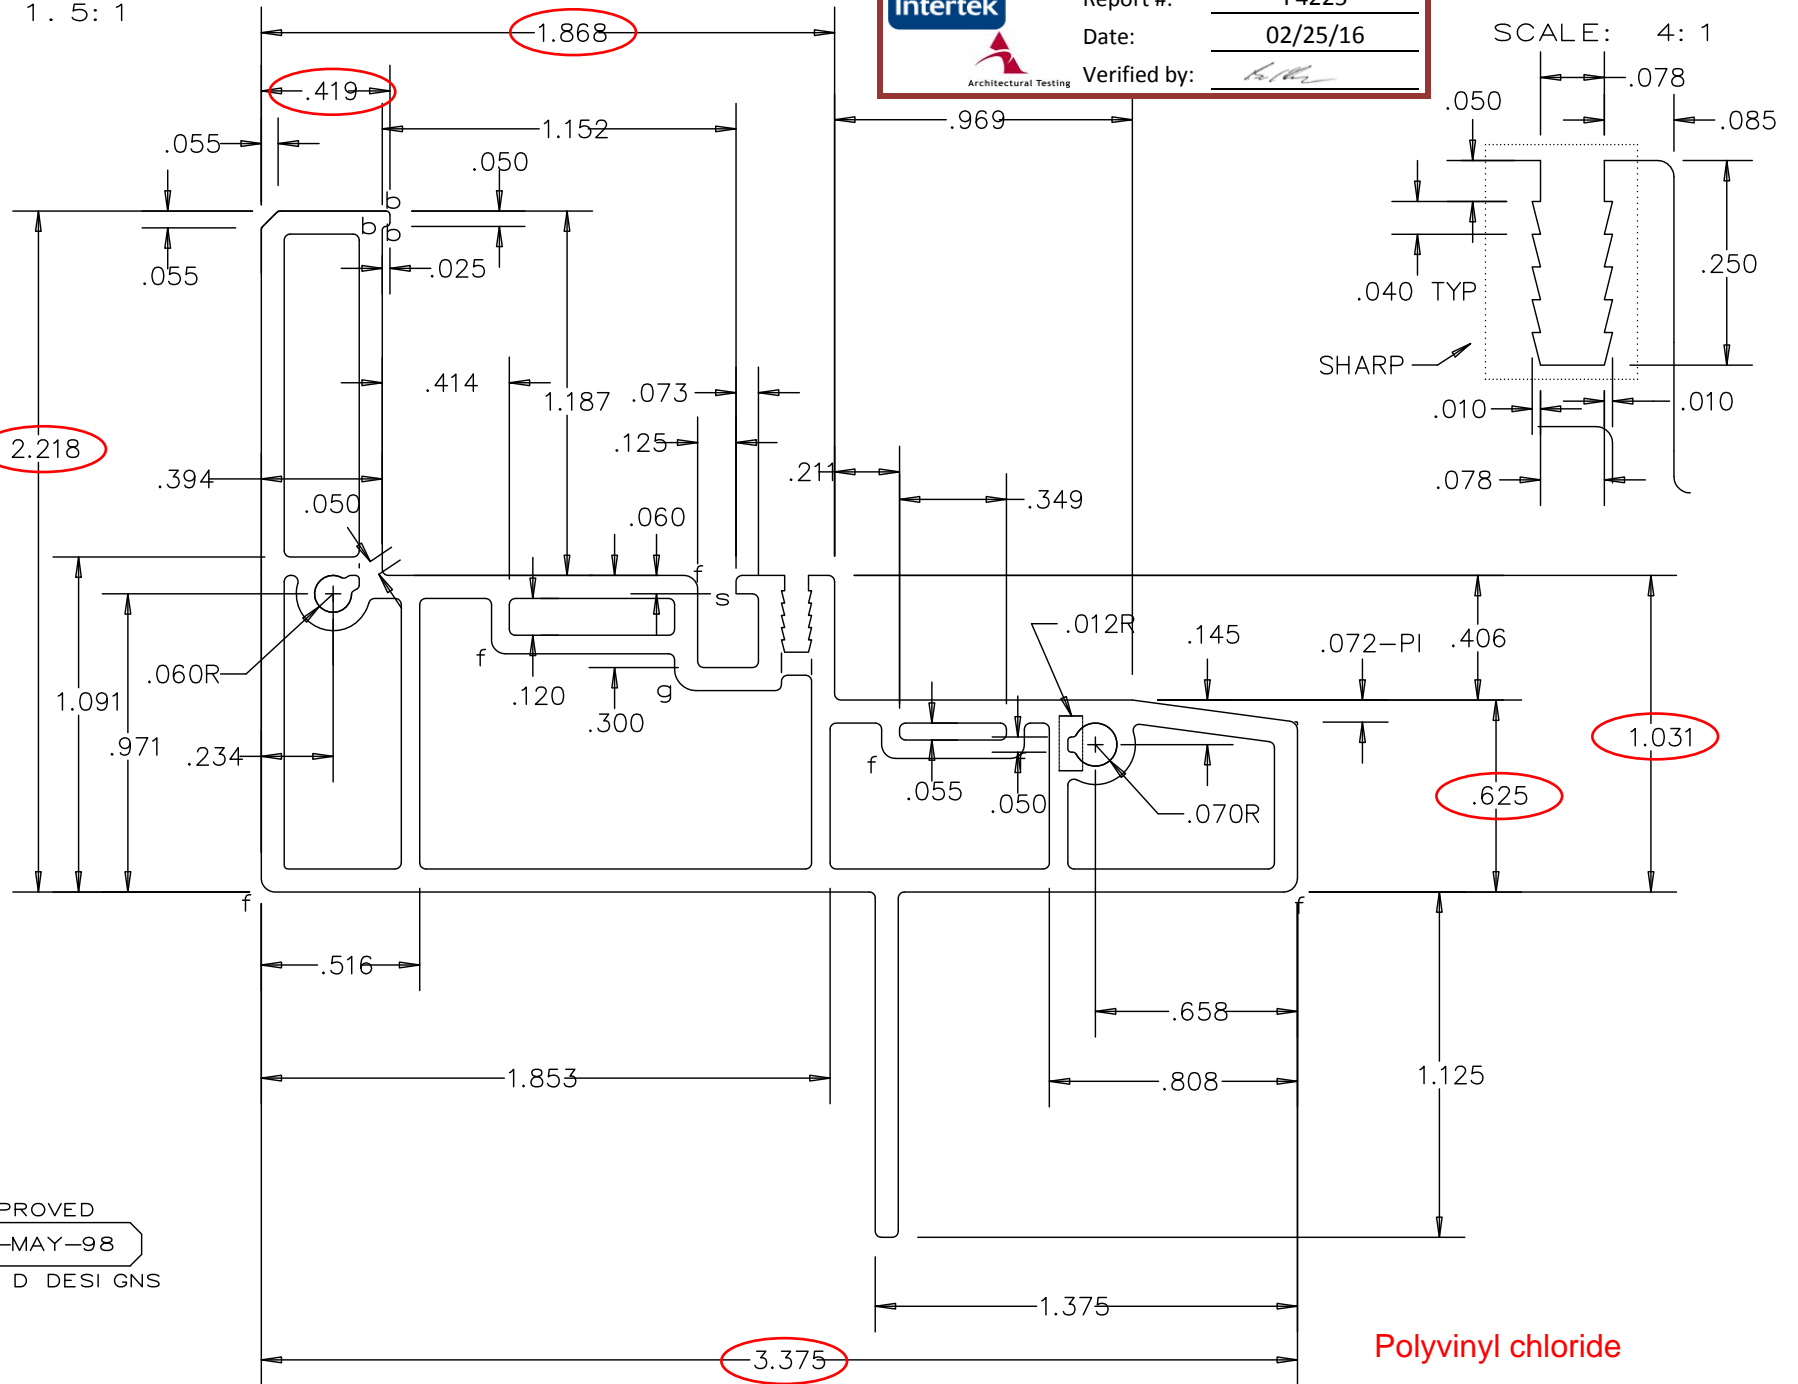 1.5:1
1.868
Intertek
Architectural Testing
Date: 02/25/16
Verified by:
SCALE: 4:1
.419
.078
.050
.085
.055
1.152
.050
.969
b
b
b
.055
.025
.250
.040 TYP
SHARP
.414
1.187
.073
.125
.010
.010
2.218
.394
.211
.349
.078
.050
.060
f
s
.060R
.012R
.145
.072-PI
.406
f
g
.120
.300
1.091
.971
.234
f
f
.055
.050
.070R
1.031
.625
f
f
.516
.658
1.853
.808
1.125
PROVED
-MAY-98
D DESIGNS
1.375
3.375
Polyvinyl chloride